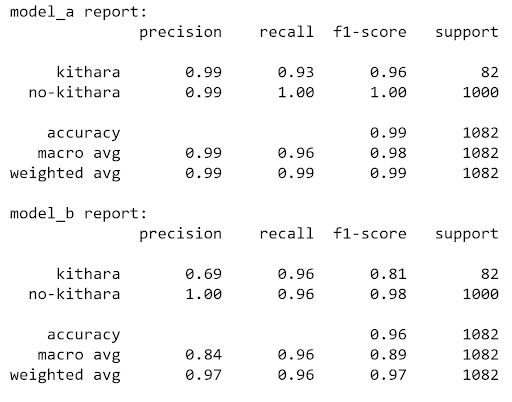 model_a report:
precision recall f1-score support
kithara 0.99 0.93 0.96 82
no-kithara 0.99 1.00 1.00 1000
accuracy 0.99 1082
macro avg 0.99 0.96 0.98 1082
weighted avg 0.99 0.99 0.99 1082
model_b report:
precision recall f1-score support
kithara 0.69 0.96 0.81 82
no-kithara 1.00 0.96 0.98 1000
accuracy 0.96 1082
macro avg 0.84 0.96 0.89 1082
weighted avg 0.97 0.96 0.97 1082